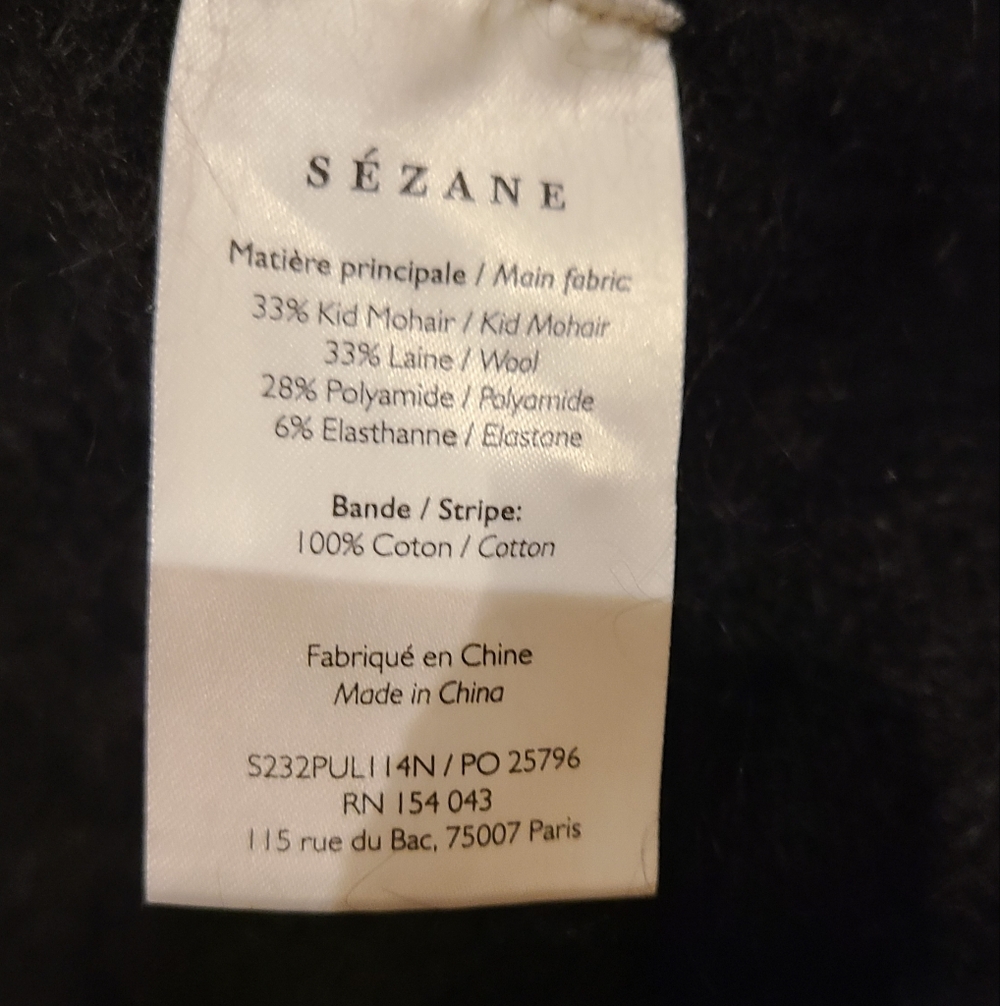 SÉZANE
Matière principale / Main fabric:
33% Kid Mohair / Kid Mohair
33% Laine / Wool
28% Polyamide / Polyamide
6% Elasthanne / Elastane
Bande / Stripe:
100% Coton / Cotton
Fabriqué en Chine
Made in China
S232PUL114N / PO 25796
RN 154 043
115 rue du Bac, 75007 Paris